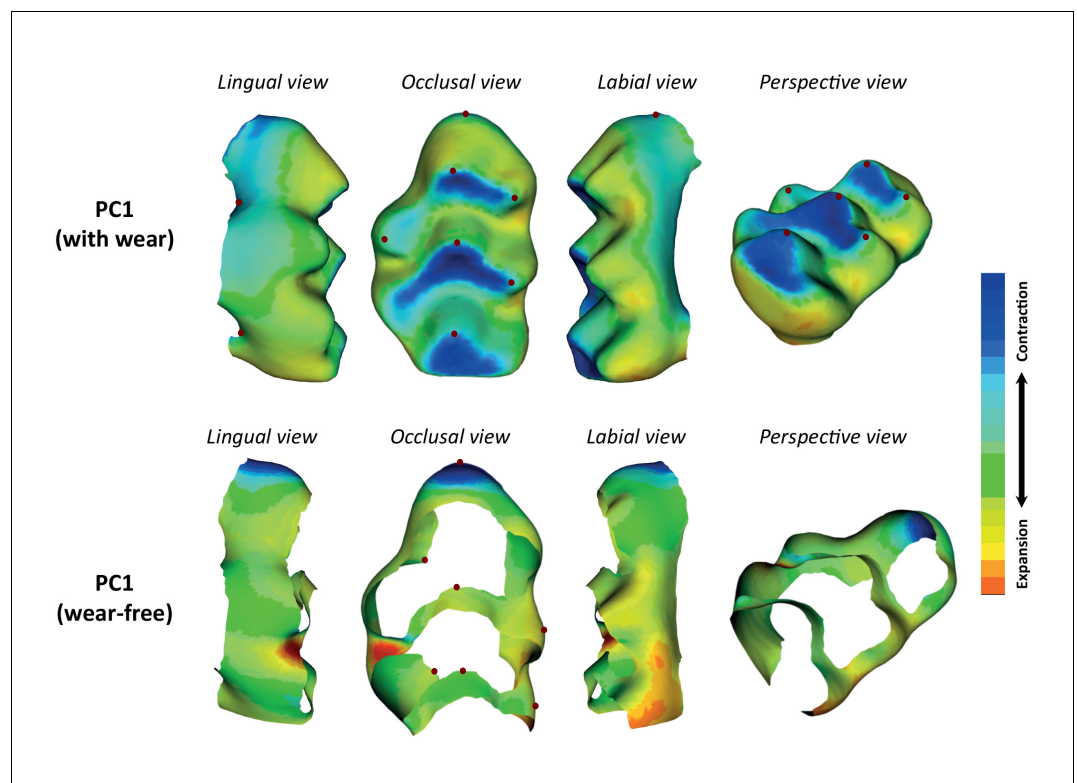 Lingual view
Occlusal view
Labial view
Perspective view
PC1
(with wear)
Contraction
Expansion
Lingual view
Occlusal view
Labial view
Perspective view
PC1
(wear-free)